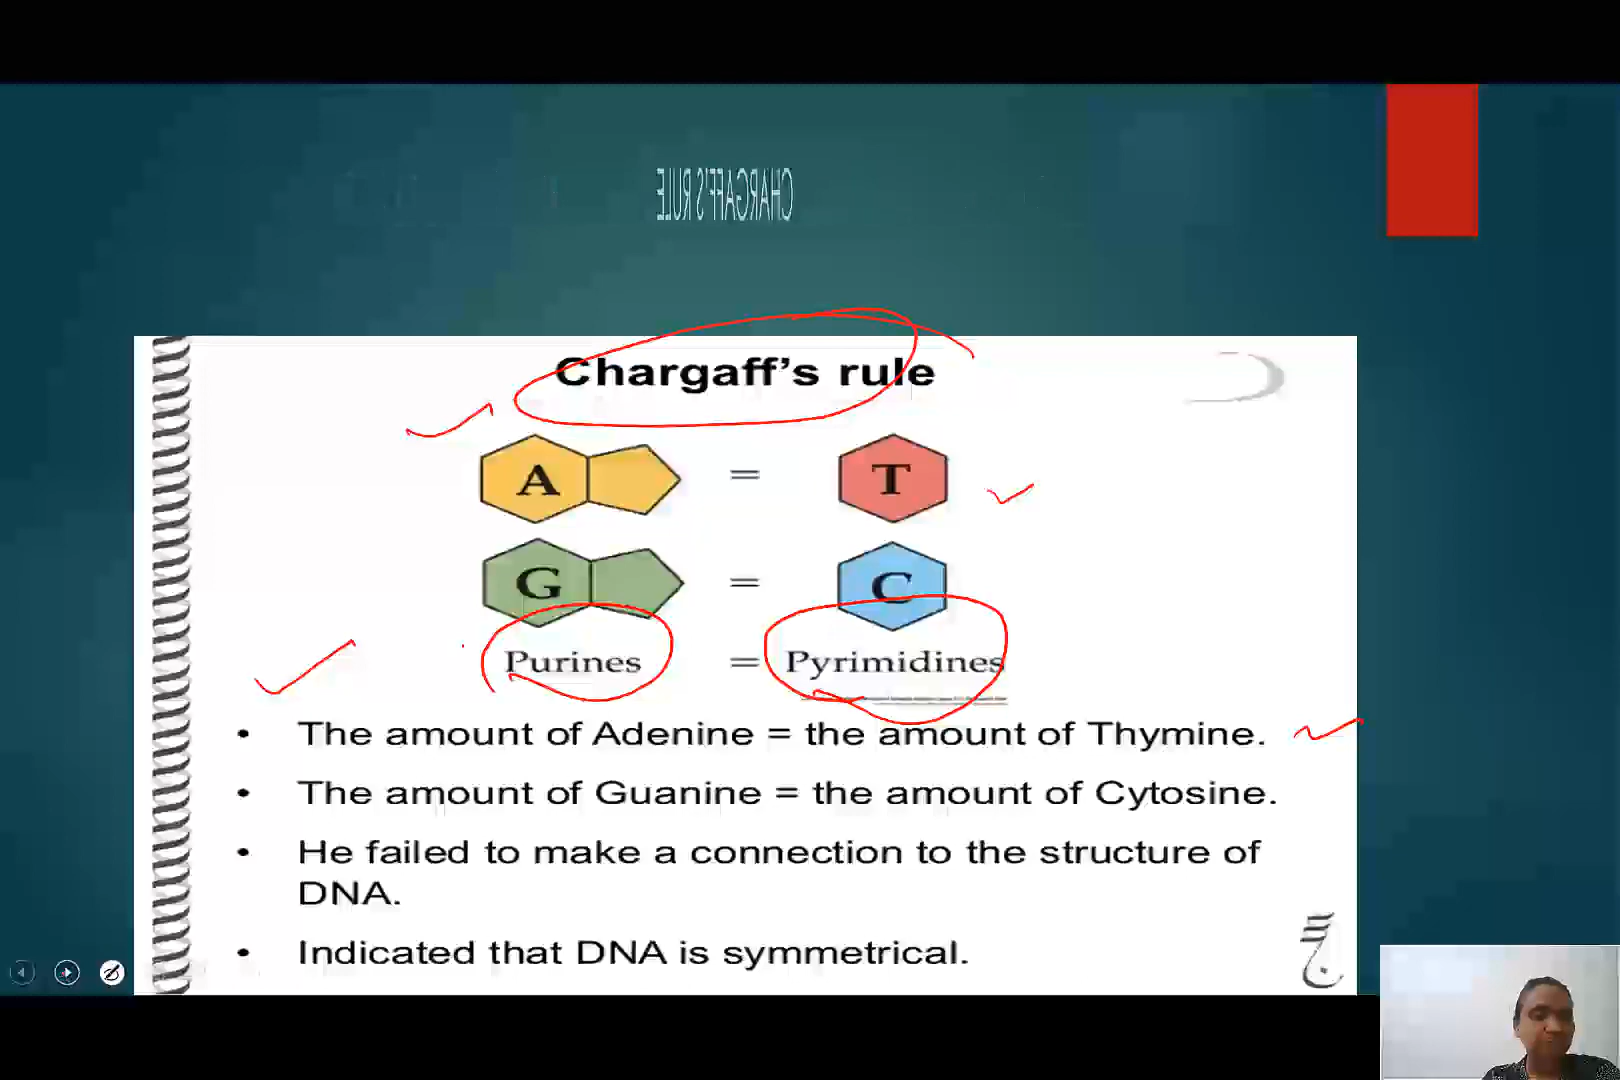 CHARGAFF'S RULE
Chargaff's rule
A = T
G = C
Purines = Pyrimidines
• The amount of Adenine = the amount of Thymine.
• The amount of Guanine = the amount of Cytosine.
• He failed to make a connection to the structure of
DNA.
• Indicated that DNA is symmetrical.